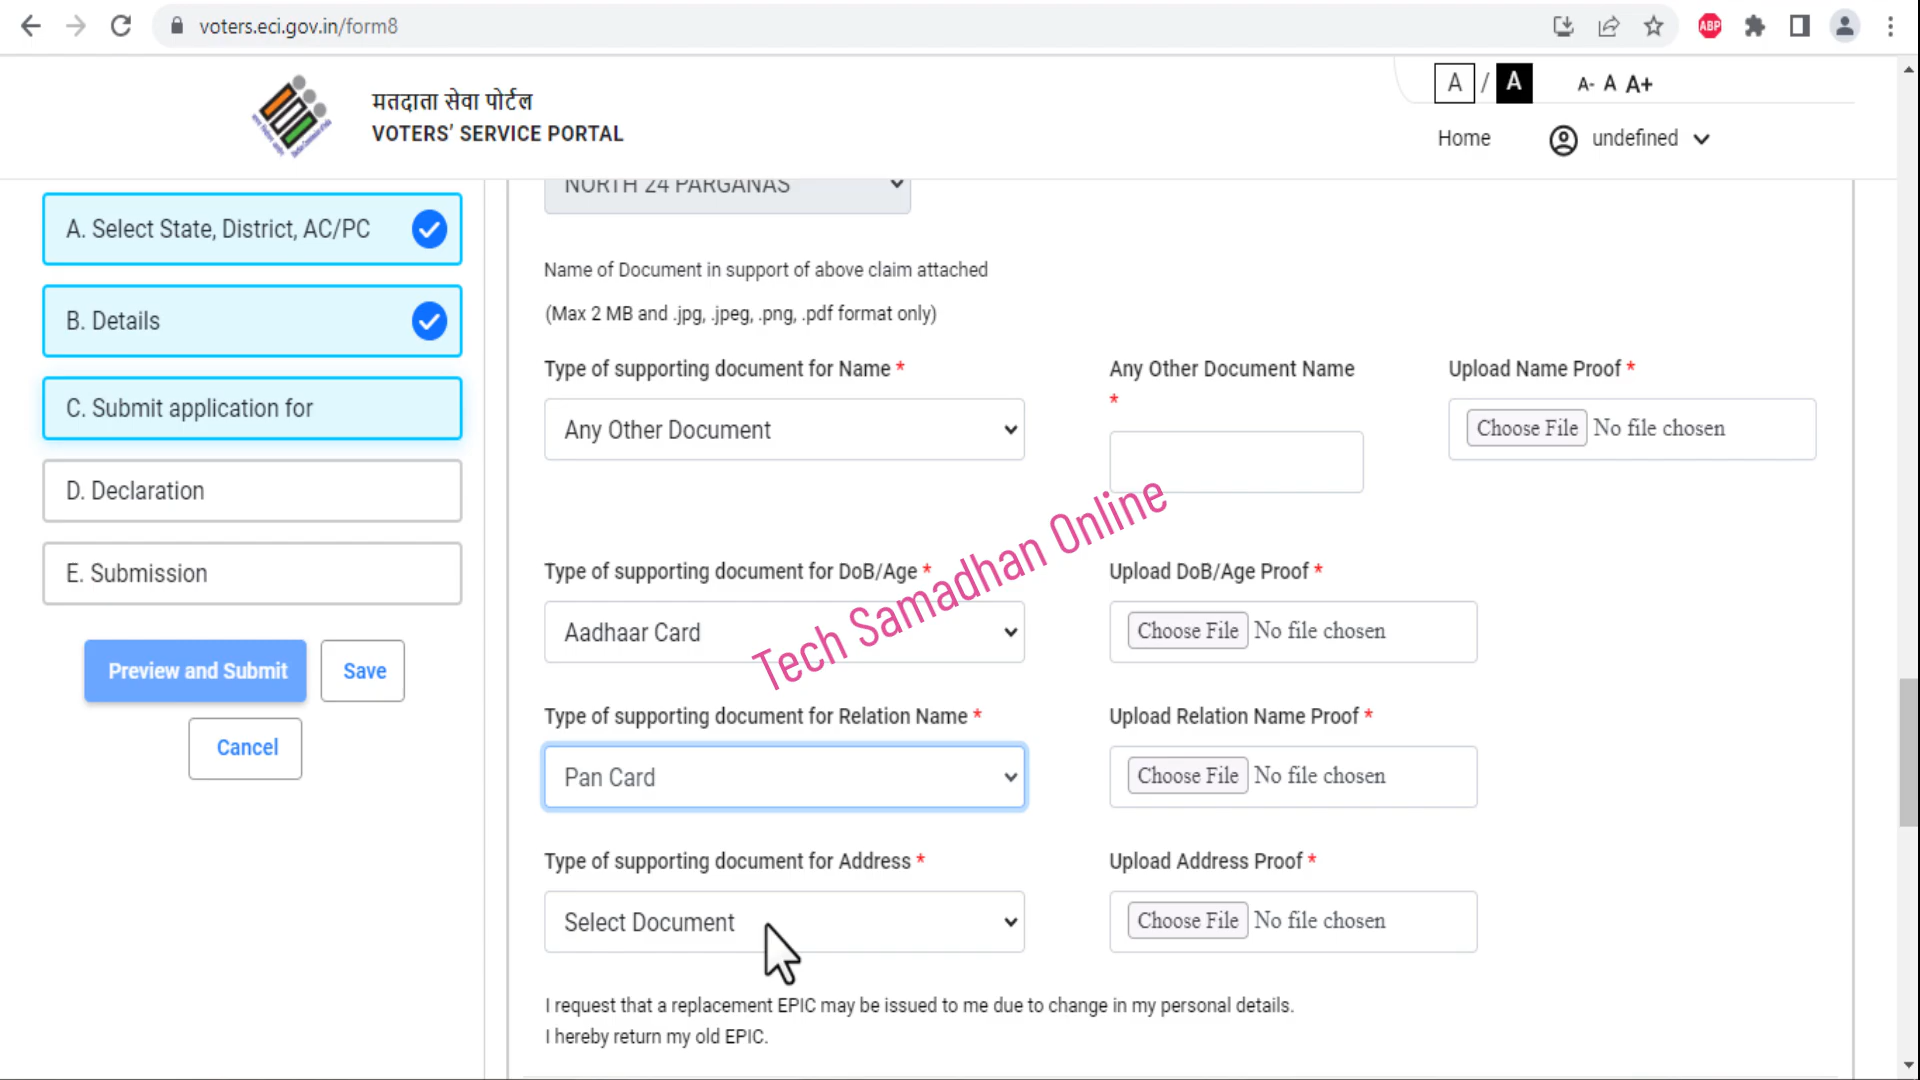 voters.eci.gov.in/form8
ABP
मतदाता सेवा पोर्टल
VOTERS' SERVICE PORTAL
A / A A- A A+
Home undefined
A. Select State, District, AC/PC
B. Details
C. Submit application for
D. Declaration
E. Submission
Preview and Submit Save
Cancel
NORTH 24 PARGANAS
Name of Document in support of above claim attached
(Max 2 MB and .jpg, .jpeg, .png, .pdf format only)
Type of supporting document for Name * Any Other Document Name * Upload Name Proof *
Any Other Document Choose File No file chosen
Type of supporting document for DoB/Age * Upload DoB/Age Proof *
Aadhaar Card Choose File No file chosen
Tech Samadhan Online
Type of supporting document for Relation Name * Upload Relation Name Proof *
Pan Card Choose File No file chosen
Type of supporting document for Address * Upload Address Proof *
Select Document Choose File No file chosen
I request that a replacement EPIC may be issued to me due to change in my personal details.
I hereby return my old EPIC.